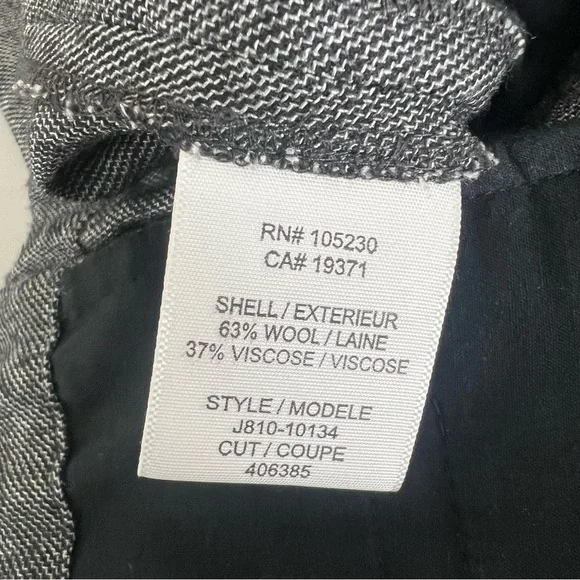 RN# 105230
CA# 19371
SHELL / EXTERIEUR
63% WOOL / LAINE
37% VISCOSE / VISCOSE
STYLE / MODELE
J810-10134
CUT / COUPE
406385